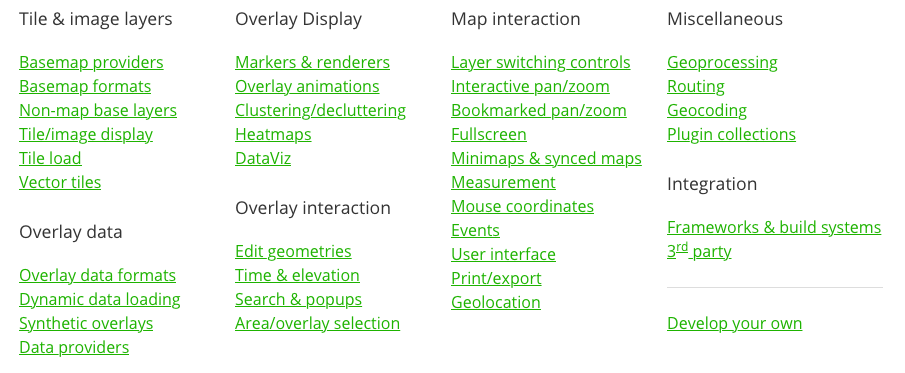 Tile & image layers
Basemap providers
Basemap formats
Non-map base layers
Tile/image display
Tile load
Vector tiles
Overlay data
Overlay data formats
Dynamic data loading
Synthetic overlays
Data providers
Overlay Display
Markers & renderers
Overlay animations
Clustering/decluttering
Heatmaps
DataViz
Overlay interaction
Edit geometries
Time & elevation
Search & popups
Area/overlay selection
Map interaction
Layer switching controls
Interactive pan/zoom
Bookmarked pan/zoom
Fullscreen
Minimaps & synced maps
Measurement
Mouse coordinates
Events
User interface
Print/export
Geolocation
Miscellaneous
Geoprocessing
Routing
Geocoding
Plugin collections
Integration
Frameworks & build systems
3rd party
Develop your own